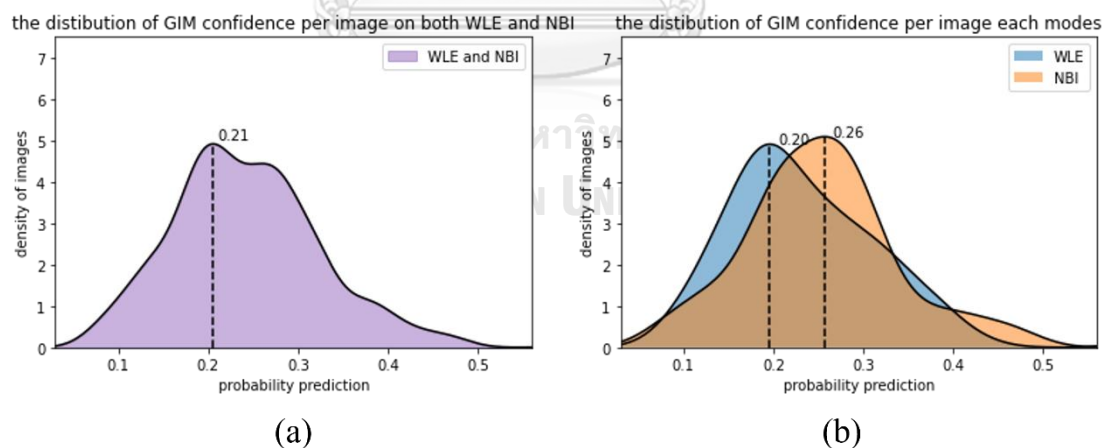 the distibution of GIM confidence per image on both WLE and NBI
7
6
5
4
3
2
1
0
density of images
WLE and NBI
0.21
0.1
0.2
0.3
0.4
0.5
probability prediction
(a)
the distibution of GIM confidence per image each modes
7
6
5
4
3
2
1
0
density of images
WLE
NBI
0.20
0.26
0.1
0.2
0.3
0.4
0.5
probability prediction
(b)